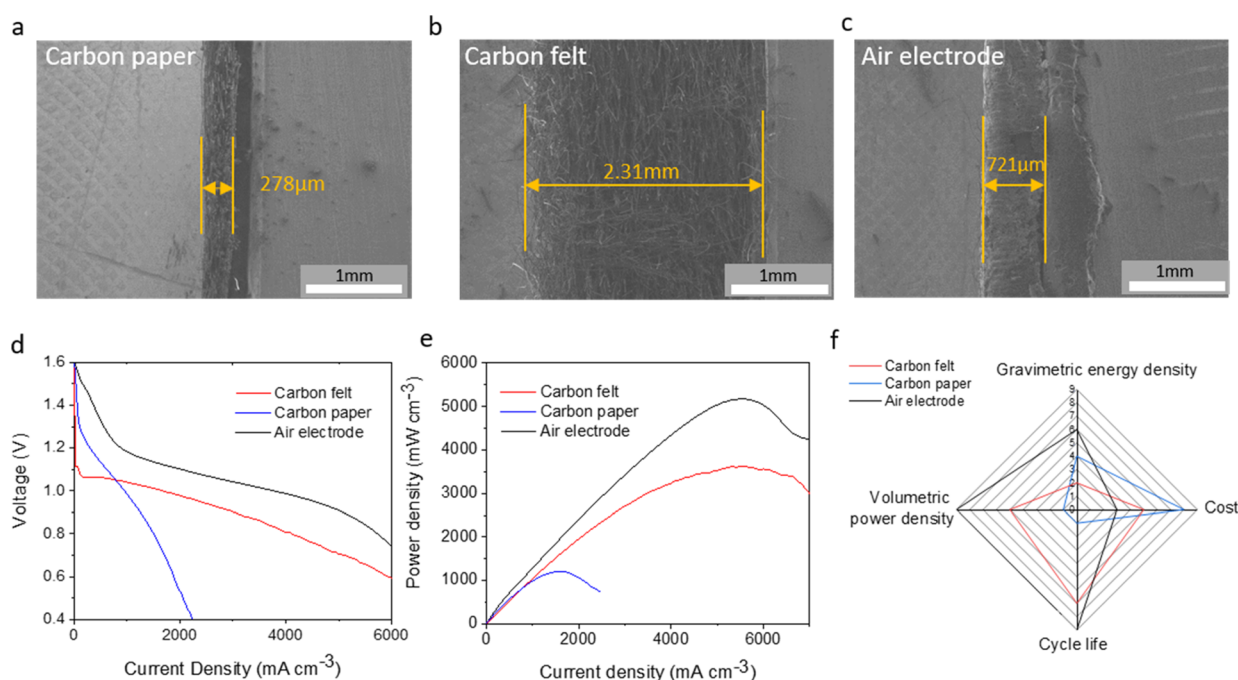 a
Carbon paper
278μm
1mm
b
Carbon felt
2.31mm
1mm
c
Air electrode
721μm
1mm
d
1.6
1.4
1.2
1.0
0.8
0.6
0.4
Voltage (V)
Carbon felt
Carbon paper
Air electrode
0
2000
4000
6000
Current Density (mA cm⁻³)
e
6000
5000
4000
3000
2000
1000
0
Power density (mW cm⁻³)
Carbon felt
Carbon paper
Air electrode
0
2000
4000
6000
Current density (mA cm⁻³)
f
Carbon felt
Carbon paper
Air electrode
Gravimetric energy density
9
8
7
6
5
4
3
2
1
0
Volumetric
power density
Cost
Cycle life